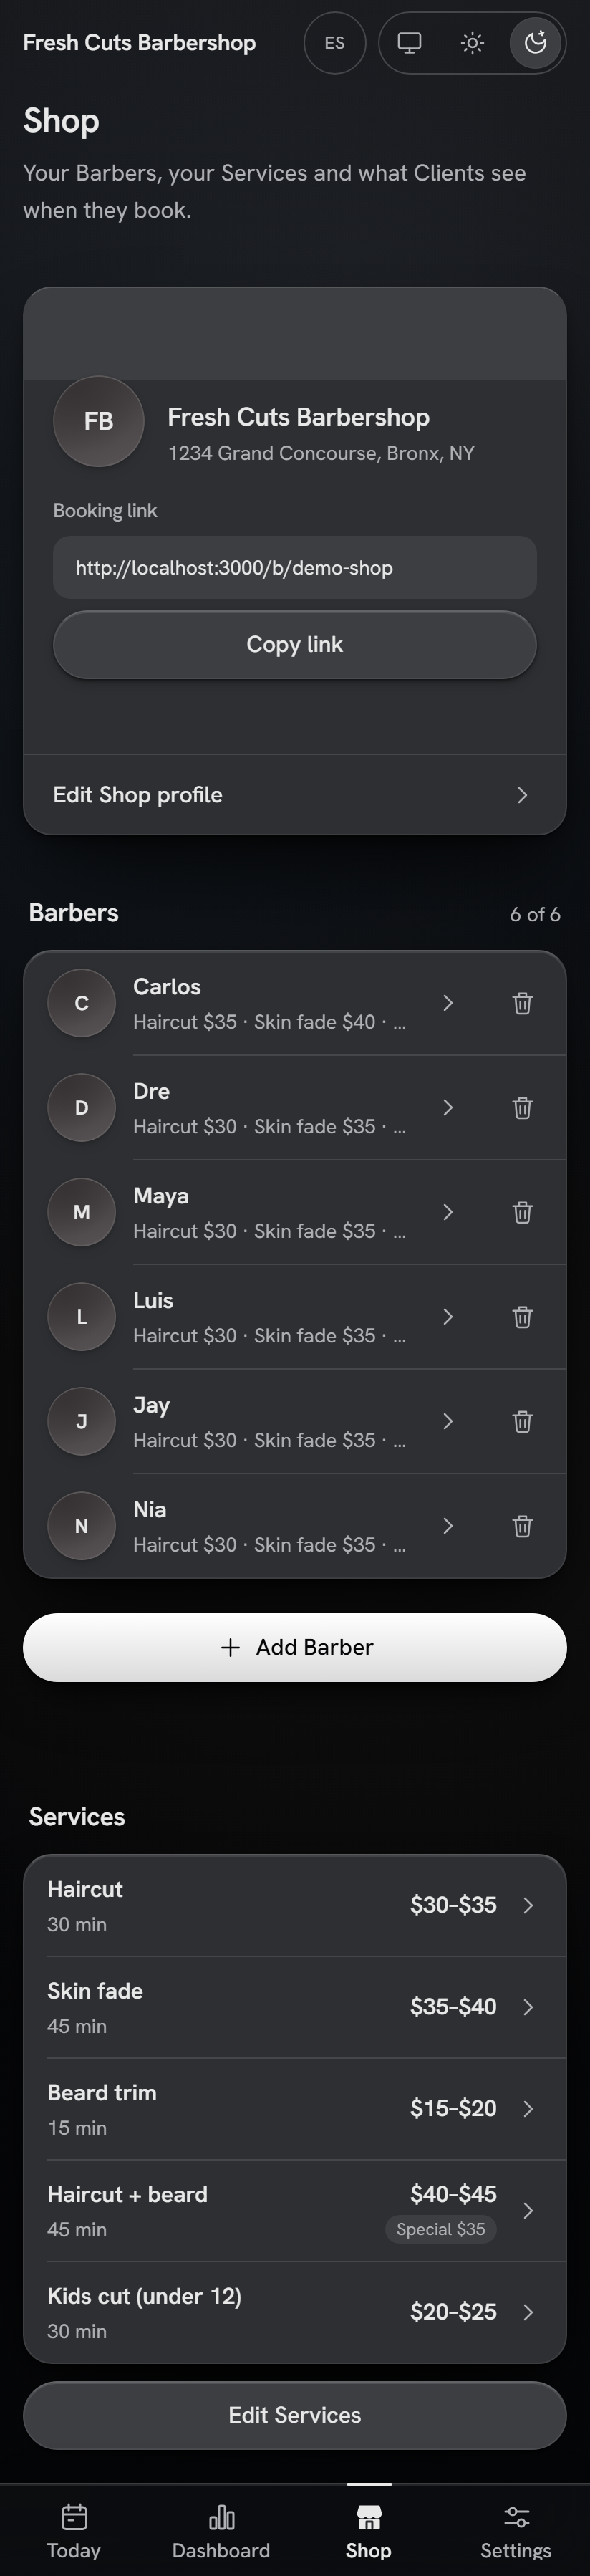 Fresh Cuts Barbershop
ES
Shop
Your Barbers, your Services and what Clients see
when they book.
FB
Fresh Cuts Barbershop
1234 Grand Concourse, Bronx, NY
Booking link
http://localhost:3000/b/demo-shop
Copy link
Edit Shop profile
Barbers
6 of 6
C
Carlos
Haircut $35 · Skin fade $40 · ...
D
Dre
Haircut $30 · Skin fade $35 · ...
M
Maya
Haircut $30 · Skin fade $35 · ...
L
Luis
Haircut $30 · Skin fade $35 · ...
J
Jay
Haircut $30 · Skin fade $35 · ...
N
Nia
Haircut $30 · Skin fade $35 · ...
Add Barber
Services
Haircut
30 min
$30–$35
Skin fade
45 min
$35–$40
Beard trim
15 min
$15–$20
Haircut + beard
45 min
$40–$45
Special $35
Kids cut (under 12)
30 min
$20–$25
Edit Services
Today
Dashboard
Shop
Settings